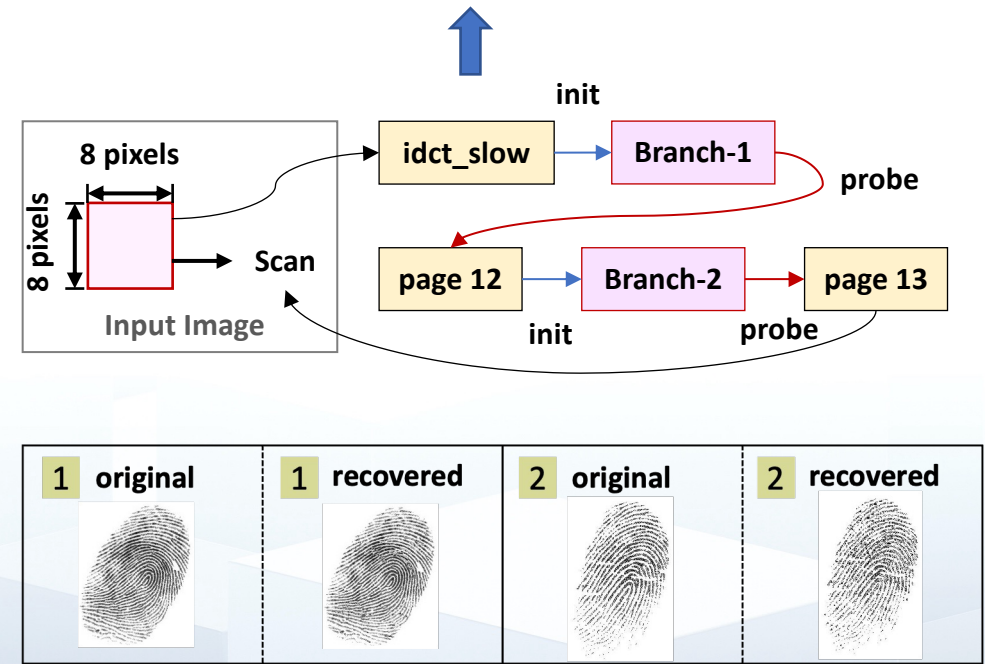 init
8 pixels
idct_slow
Branch-1
probe
8 pixels
Scan
page 12
Branch-2
page 13
Input Image
init
probe
1 original
1 recovered
2 original
2 recovered